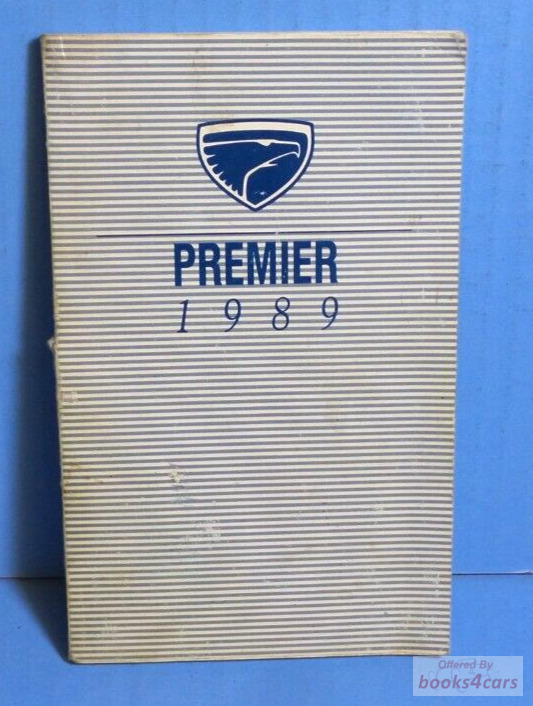 PREMIER
1989
Offered By
books4cars